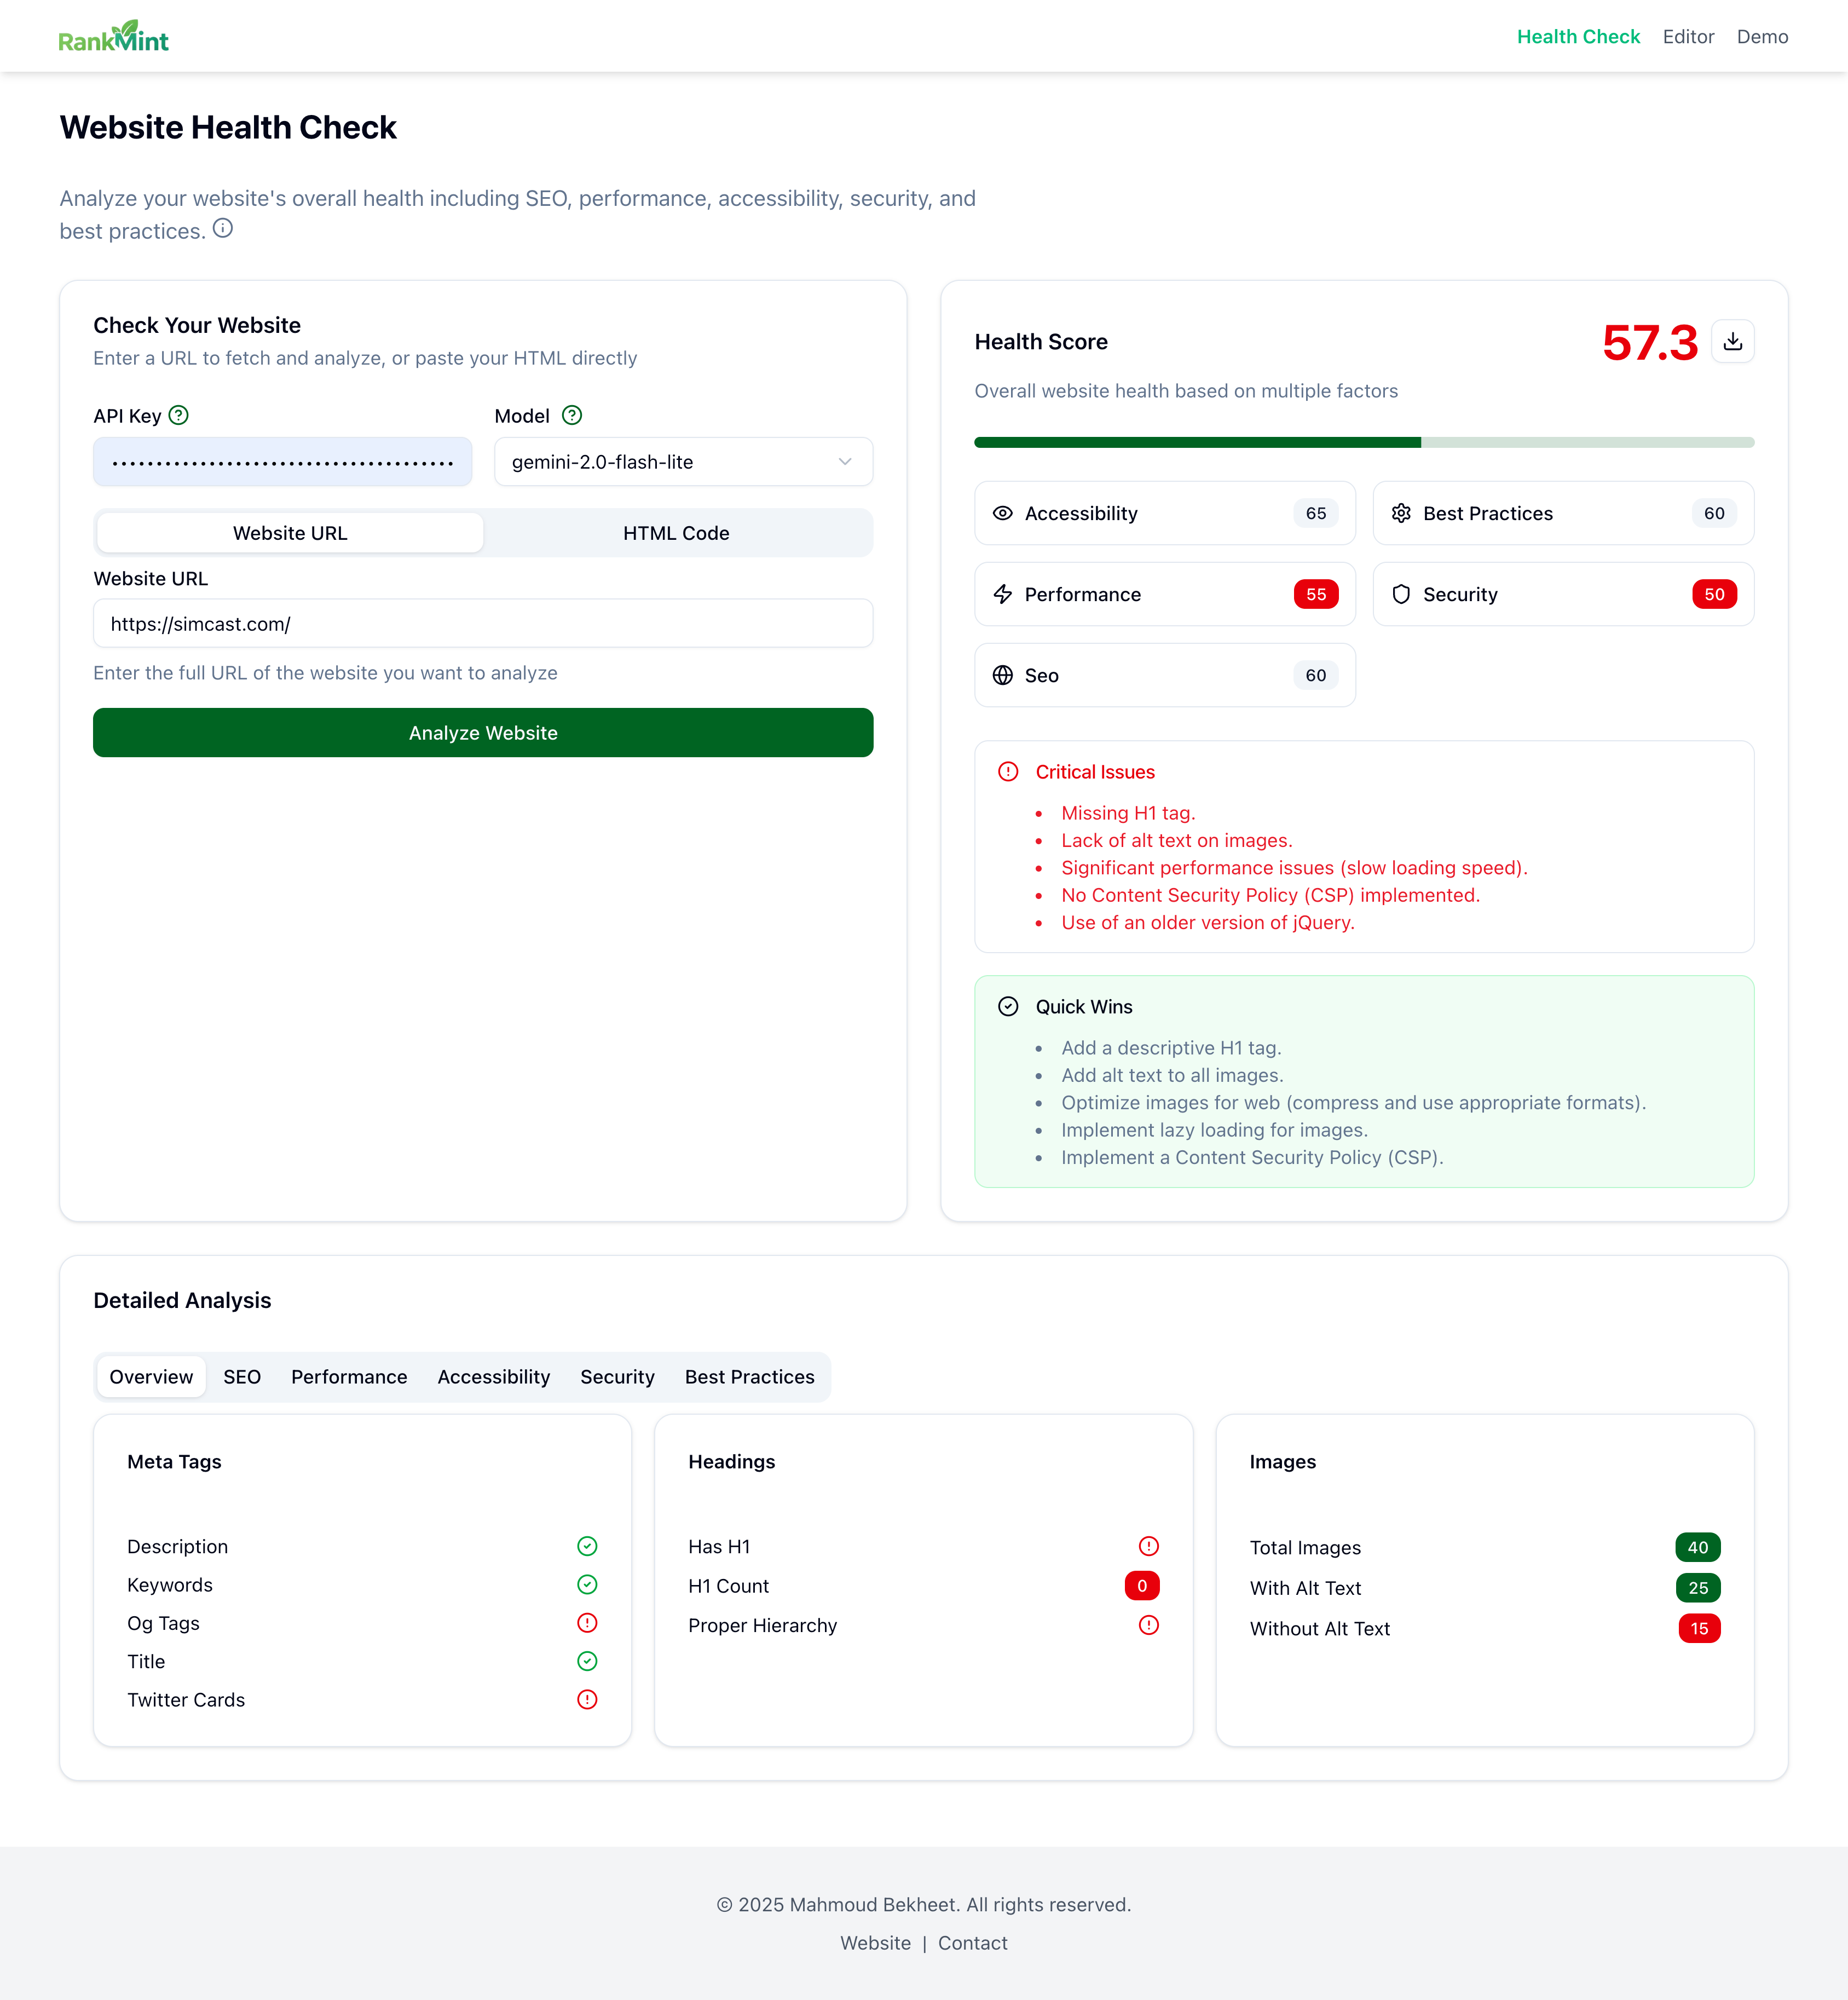 RankMint
Health Check
Editor
Demo
Website Health Check
Analyze your website's overall health including SEO, performance, accessibility, security, and
best practices.
Check Your Website
Enter a URL to fetch and analyze, or paste your HTML directly
API Key
Model
gemini-2.0-flash-lite
Website URL
HTML Code
Website URL
https://simcast.com/
Enter the full URL of the website you want to analyze
Analyze Website
Health Score
57.3
Overall website health based on multiple factors
Accessibility 65
Best Practices 60
Performance 55
Security 50
Seo 60
Critical Issues
Missing H1 tag.
Lack of alt text on images.
Significant performance issues (slow loading speed).
No Content Security Policy (CSP) implemented.
Use of an older version of jQuery.
Quick Wins
Add a descriptive H1 tag.
Add alt text to all images.
Optimize images for web (compress and use appropriate formats).
Implement lazy loading for images.
Implement a Content Security Policy (CSP).
Detailed Analysis
Overview
SEO
Performance
Accessibility
Security
Best Practices
Meta Tags
Description
Keywords
Og Tags
Title
Twitter Cards
Headings
Has H1
H1 Count 0
Proper Hierarchy
Images
Total Images 40
With Alt Text 25
Without Alt Text 15
© 2025 Mahmoud Bekheet. All rights reserved.
Website | Contact